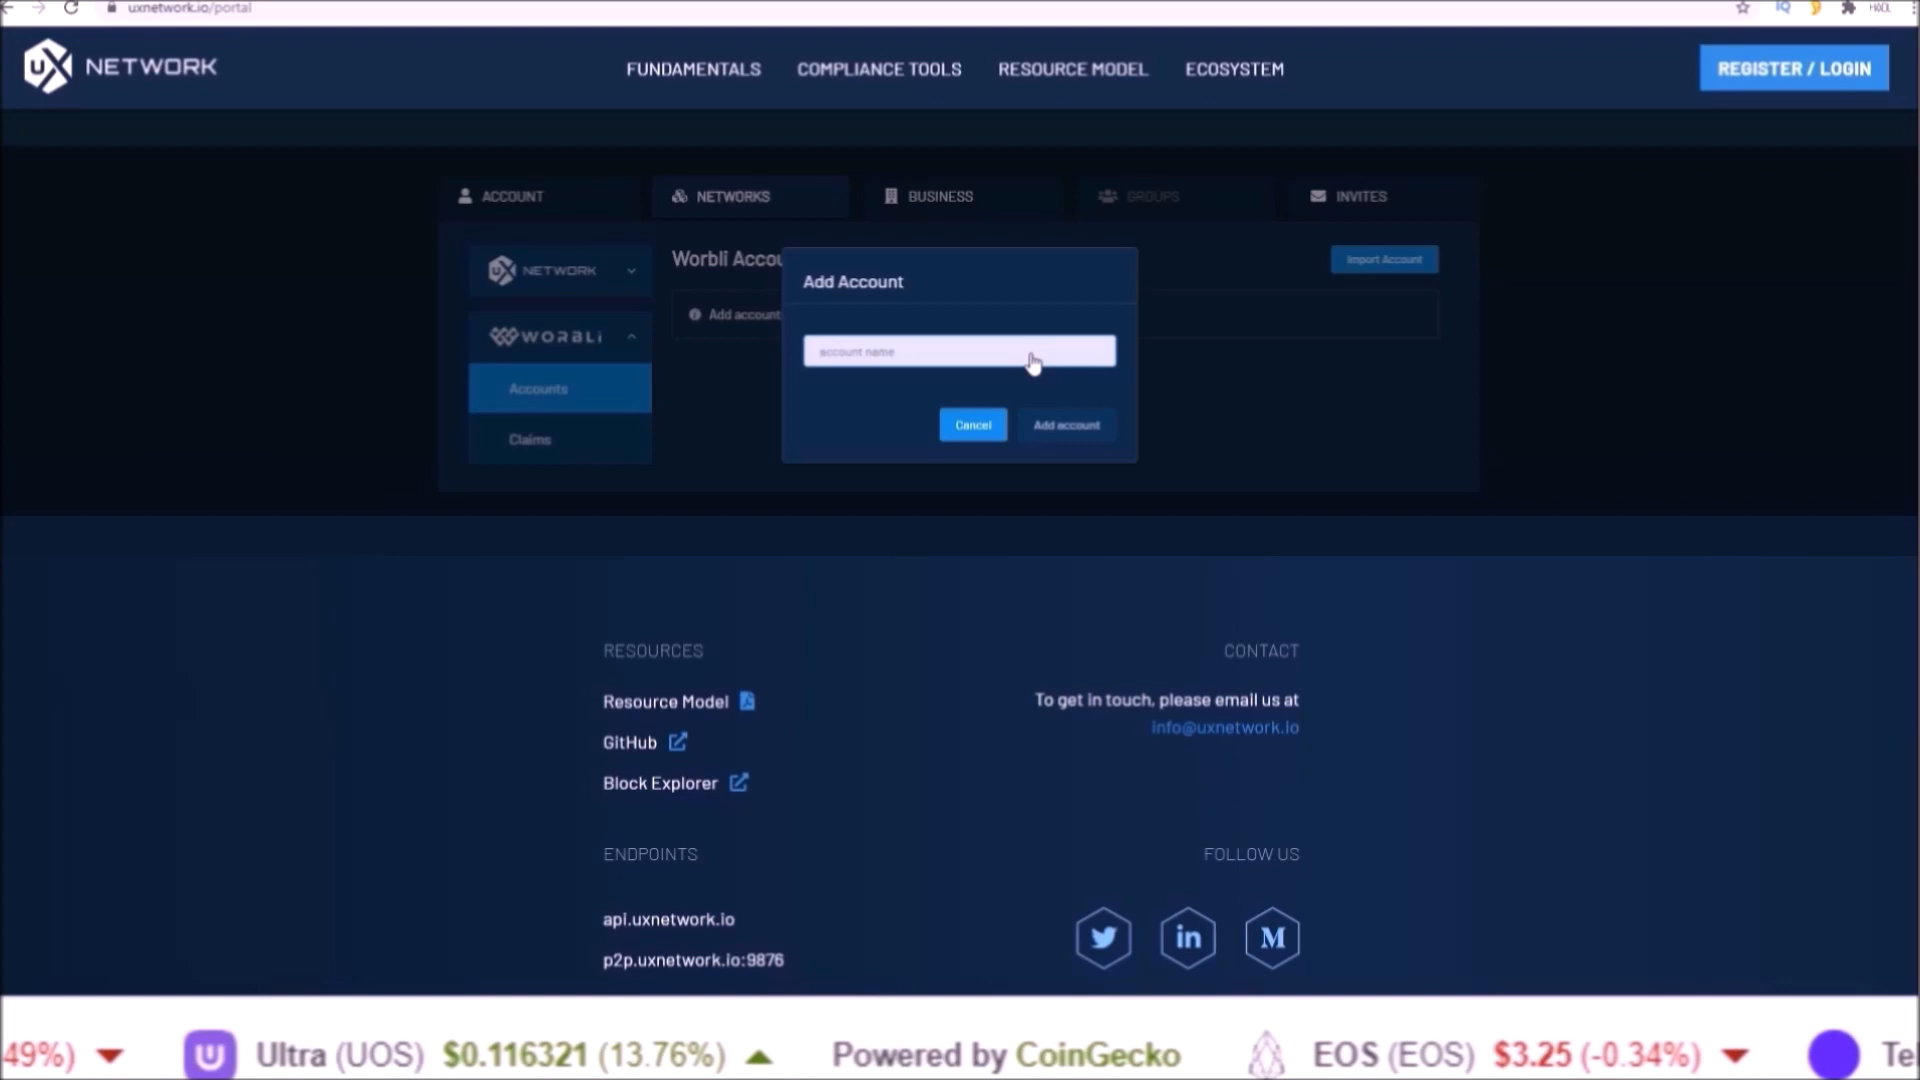 uxnetwork.io/portal
UX NETWORK
FUNDAMENTALS
COMPLIANCE TOOLS
RESOURCE MODEL
ECOSYSTEM
REGISTER / LOGIN
ACCOUNT
NETWORKS
BUSINESS
GROUPS
INVITES
UX NETWORK
WORBLI
Accounts
Claims
Worbli Accou
Import Account
Add account
Add Account
account name
Cancel
Add account
RESOURCES
Resource Model
GitHub
Block Explorer
CONTACT
To get in touch, please email us at
info@uxnetwork.io
ENDPOINTS
api.uxnetwork.io
p2p.uxnetwork.io:9876
FOLLOW US
49%) Ultra (UOS) $0.116321 (13.76%) Powered by CoinGecko EOS (EOS) $3.25 (-0.34%) Te